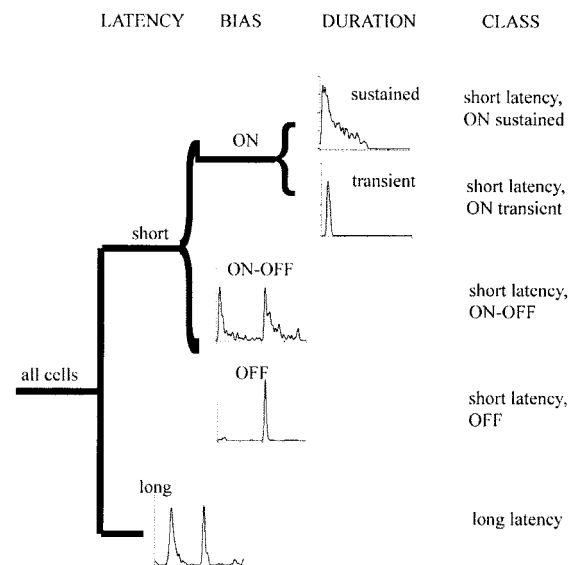 LATENCY BIAS DURATION CLASS
sustained
short latency,
ON sustained
ON
transient
short latency,
ON transient
short
ON-OFF
short latency,
ON-OFF
all cells
OFF
short latency,
OFF
long
long latency